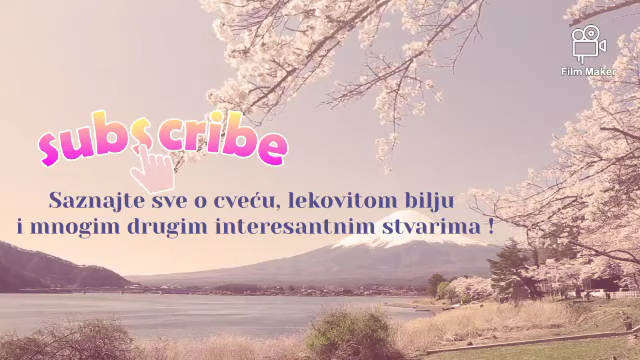 Film Maker
subscribe
Saznajte sve o cveću, lekovitom bilju
i mnogim drugim interesantnim stvarima !